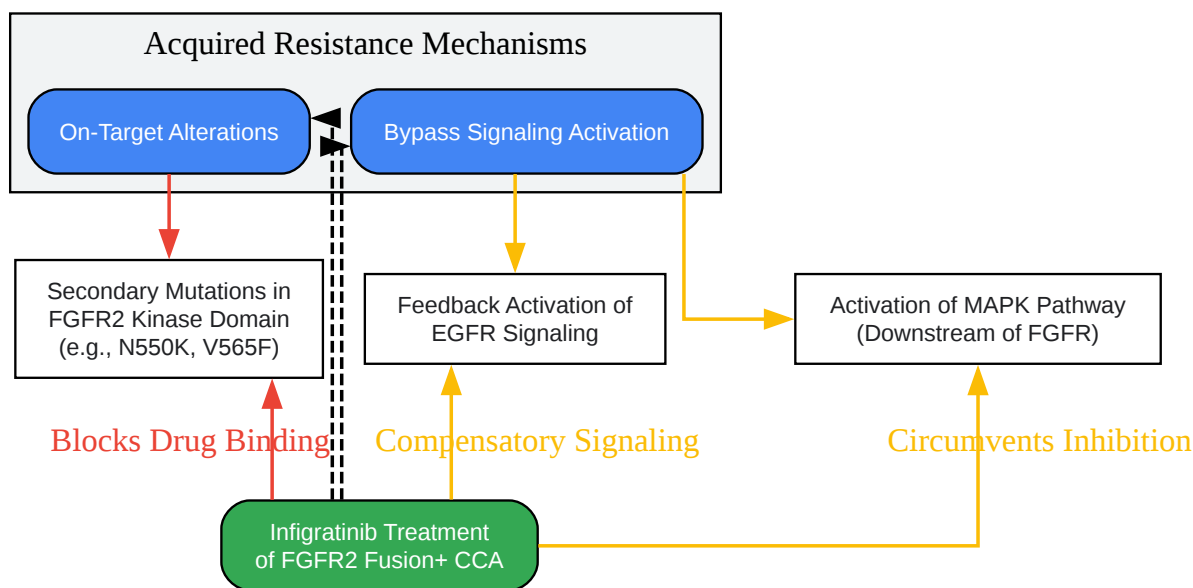 Acquired Resistance Mechanisms
On-Target Alterations
Bypass Signaling Activation
Secondary Mutations in
FGFR2 Kinase Domain
(e.g., N550K, V565F)
Feedback Activation of
EGFR Signaling
Activation of MAPK Pathway
(Downstream of FGFR)
Blocks Drug Binding
Compensatory Signaling
Circumvents Inhibition
Infigratinib Treatment
of FGFR2 Fusion+ CCA